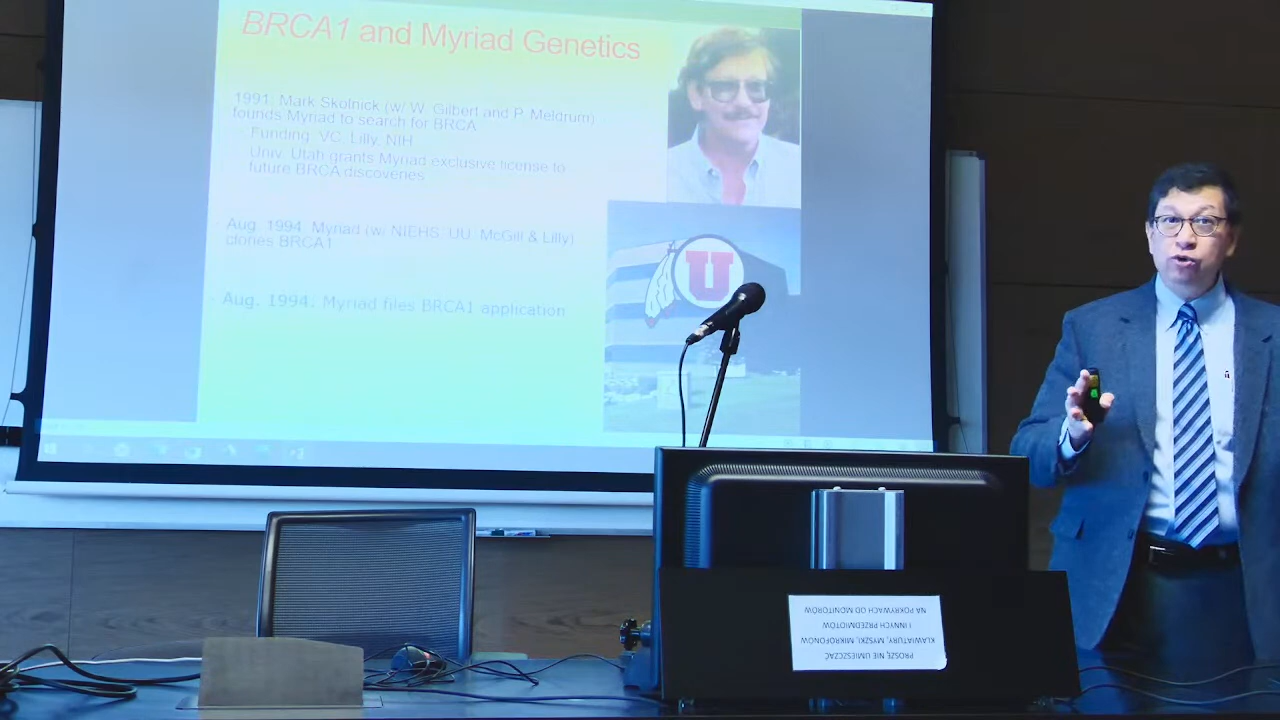 BRCA1 and Myriad Genetics
1991: Mark Skolnick (w/ W. Gilbert and P. Meldrum)
founds Myriad to search for BRCA
Funding: VC, Lilly, NIH
Univ. Utah grants Myriad exclusive license to
future BRCA discoveries
Aug. 1994: Myriad (w/ NIEHS, UU, McGill & Lilly)
clones BRCA1
Aug. 1994: Myriad files BRCA1 application
U
PROSZĘ NIE UMIESZCZAĆ
KLAWIATURY, MYSZKI, MIKROFONÓW
I INNYCH PRZEDMIOTÓW
NA POKRYWACH OD MONITORÓW